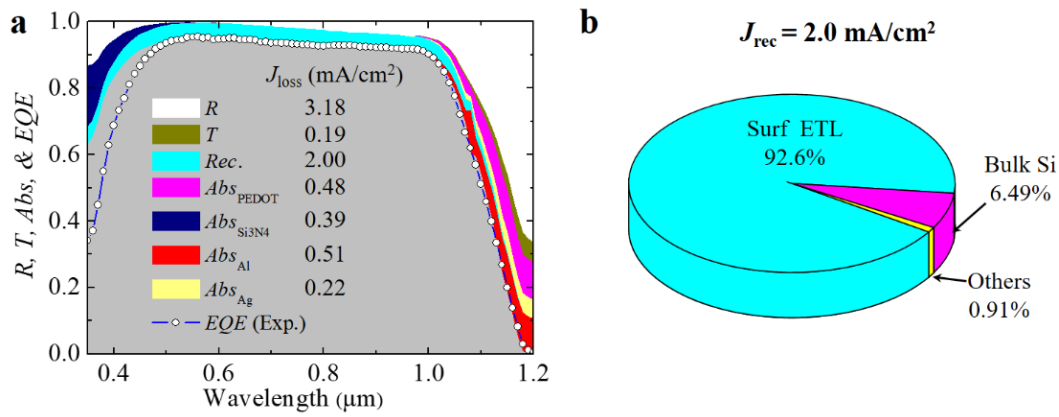 a
R, T, Abs, & EQE
1.0
0.8
0.6
0.4
0.2
0.0
J_loss (mA/cm²)
R 3.18
T 0.19
Rec. 2.00
Abs_PEDOT 0.48
Abs_Si3N4 0.39
Abs_Al 0.51
Abs_Ag 0.22
EQE (Exp.)
0.4 0.6 0.8 1.0 1.2
Wavelength (μm)
b
J_rec = 2.0 mA/cm²
Surf ETL
92.6%
Bulk Si
6.49%
Others
0.91%